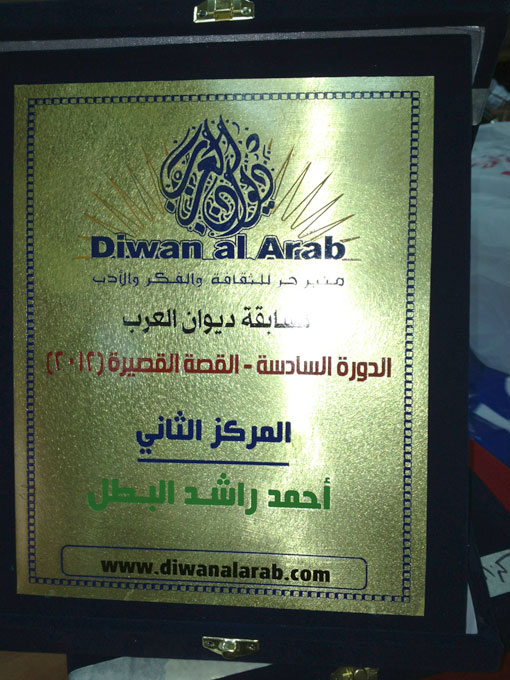 ديوان العرب
Diwan al Arab
منبر حر للثقافة والفكر والأدب
مسابقة ديوان العرب
الدورة السادسة - القصة القصيرة (٢٠١٢)
المركز الثاني
أحمد راشد البطل
www.diwanalarab.com